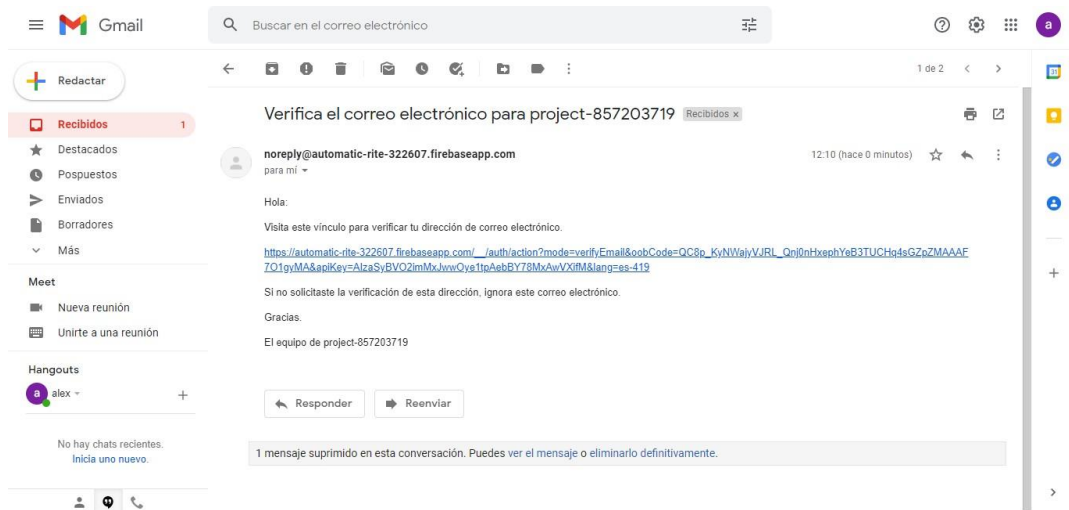 Gmail
Buscar en el correo electrónico
a
Redactar
1 de 2
31
Recibidos 1
Destacados
Pospuestos
Enviados
Borradores
Más
Meet
Nueva reunión
Unirte a una reunión
Hangouts
a alex
No hay chats recientes.
Inicia uno nuevo.
Verifica el correo electrónico para project-857203719 Recibidos x
noreply@automatic-rite-322607.firebaseapp.com 12:10 (hace 0 minutos)
para mí
Hola:
Visita este vínculo para verificar tu dirección de correo electrónico.
https://automatic-rite-322607.firebaseapp.com/__/auth/action?mode=verifyEmail&oobCode=QC8p_KyNWajvVJRL_Qnj0nHxephYeB3TUCHq4sGZpZMAAAF
7O1gyMA&apiKey=AIzaSyBVO2imMxJwwOye1tpAebBY78MxAwVXifM&lang=es-419
Si no solicitaste la verificación de esta dirección, ignora este correo electrónico.
Gracias.
El equipo de project-857203719
Responder
Reenviar
1 mensaje suprimido en esta conversación. Puedes ver el mensaje o eliminarlo definitivamente.